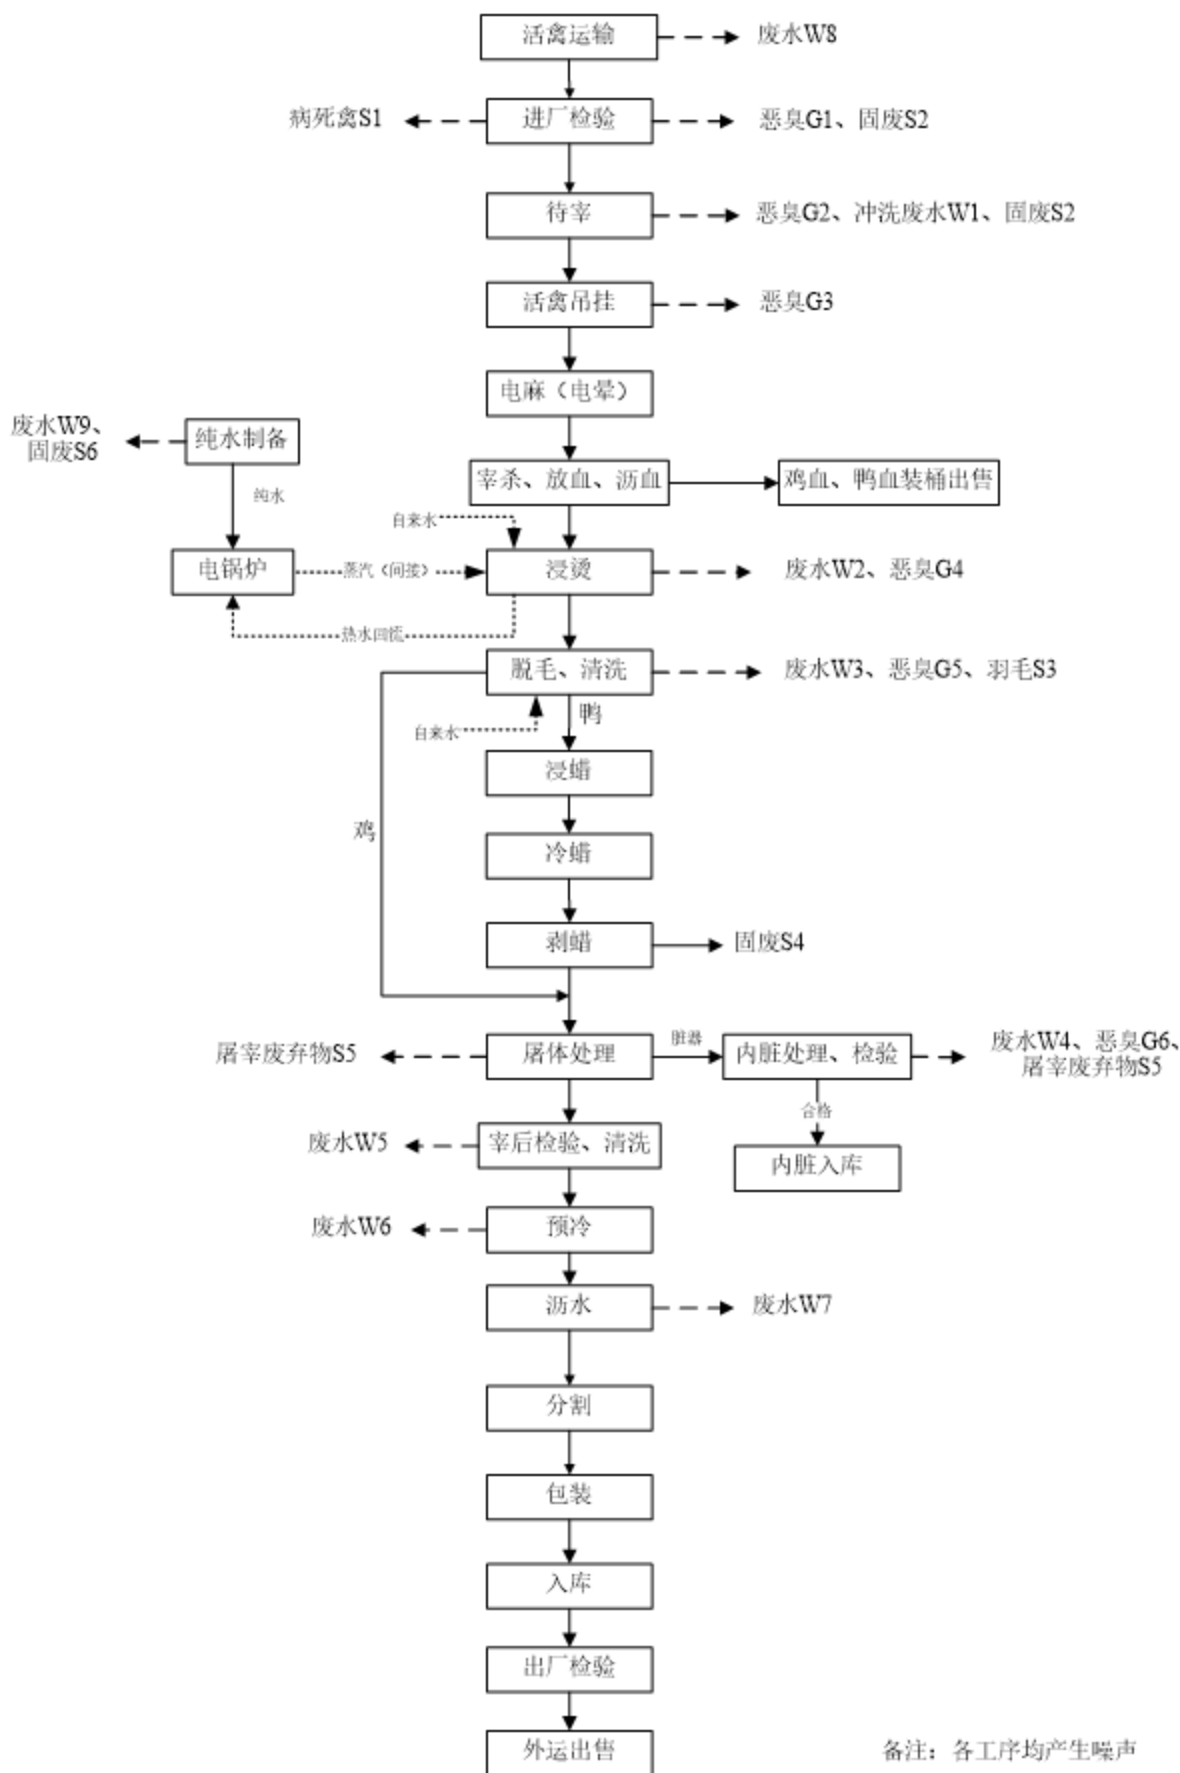 活禽运输
废水W8
病死禽S1
进厂检验
恶臭G1、固废S2
待宰
恶臭G2、冲洗废水W1、固废S2
活禽吊挂
恶臭G3
电麻（电晕）
废水W9、
固废S6
纯水制备
纯水
宰杀、放血、沥血
鸡血、鸭血装桶出售
自来水
电锅炉
蒸汽（间接）
浸烫
废水W2、恶臭G4
热水回流
脱毛、清洗
废水W3、恶臭G5、羽毛S3
自来水
鸭
浸蜡
鸡
冷蜡
剥蜡
固废S4
屠宰废弃物S5
屠体处理
脏器
内脏处理、检验
废水W4、恶臭G6、
屠宰废弃物S5
合格
废水W5
宰后检验、清洗
内脏入库
废水W6
预冷
沥水
废水W7
分割
包装
入库
出厂检验
外运出售
备注：各工序均产生噪声